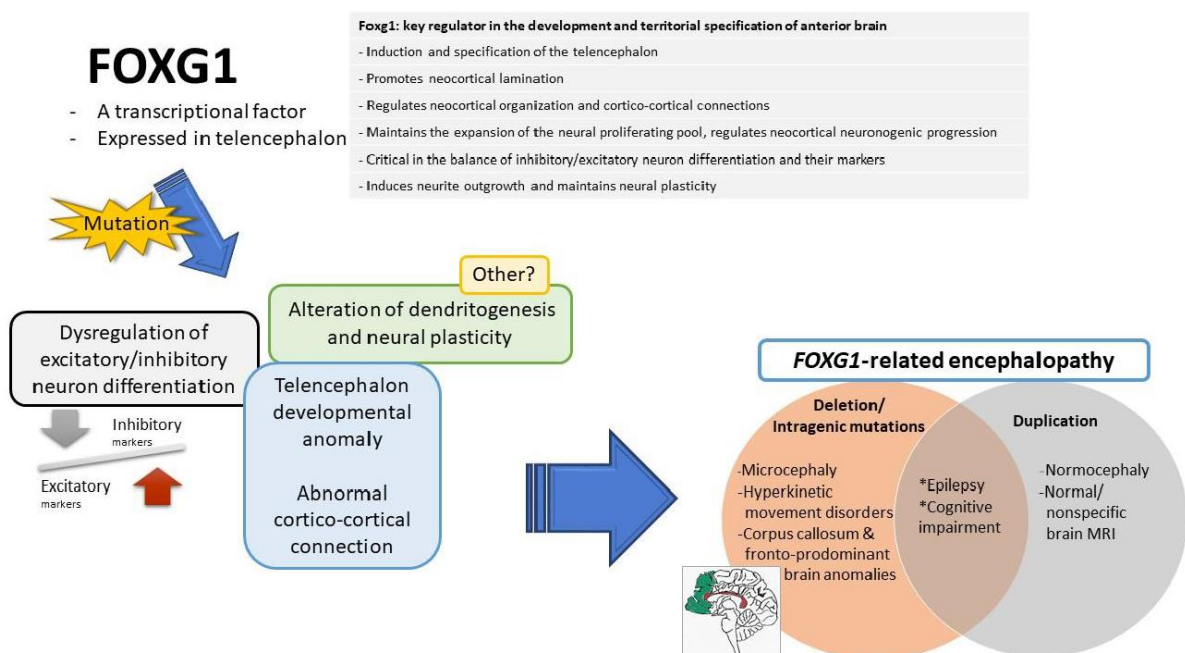 FOXG1
- A transcriptional factor
- Expressed in telencephalon
Foxg1: key regulator in the development and territorial specification of anterior brain
- Induction and specification of the telencephalon
- Promotes neocortical lamination
- Regulates neocortical organization and cortico-cortical connections
- Maintains the expansion of the neural proliferating pool, regulates neocortical neuronogenic progression
- Critical in the balance of inhibitory/excitatory neuron differentiation and their markers
- Induces neurite outgrowth and maintains neural plasticity
Mutation
Other?
Alteration of dendritogenesis
and neural plasticity
Dysregulation of
excitatory/inhibitory
neuron differentiation
Inhibitory
markers
Excitatory
markers
Telencephalon
developmental
anomaly
Abnormal
cortico-cortical
connection
FOXG1-related encephalopathy
Deletion/
Intragenic mutations
-Microcephaly
-Hyperkinetic
movement disorders
-Corpus callosum &
fronto-prodominant
brain anomalies
*Epilepsy
*Cognitive
impairment
Duplication
-Normocephaly
-Normal/
nonspecific
brain MRI